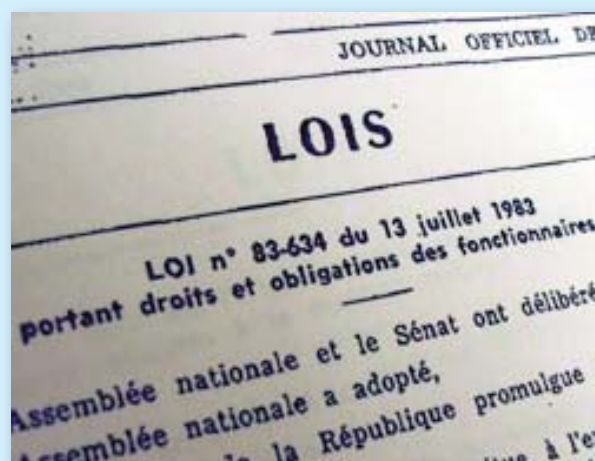 JOURNAL OFFICIEL DE
LOIS
LOI n° 83-634 du 13 juillet 1983
portant droits et obligations des fonctionnaires
Assemblée nationale et le Sénat ont délibéré
Assemblée nationale a adopté,
la République promulgue
à l'e